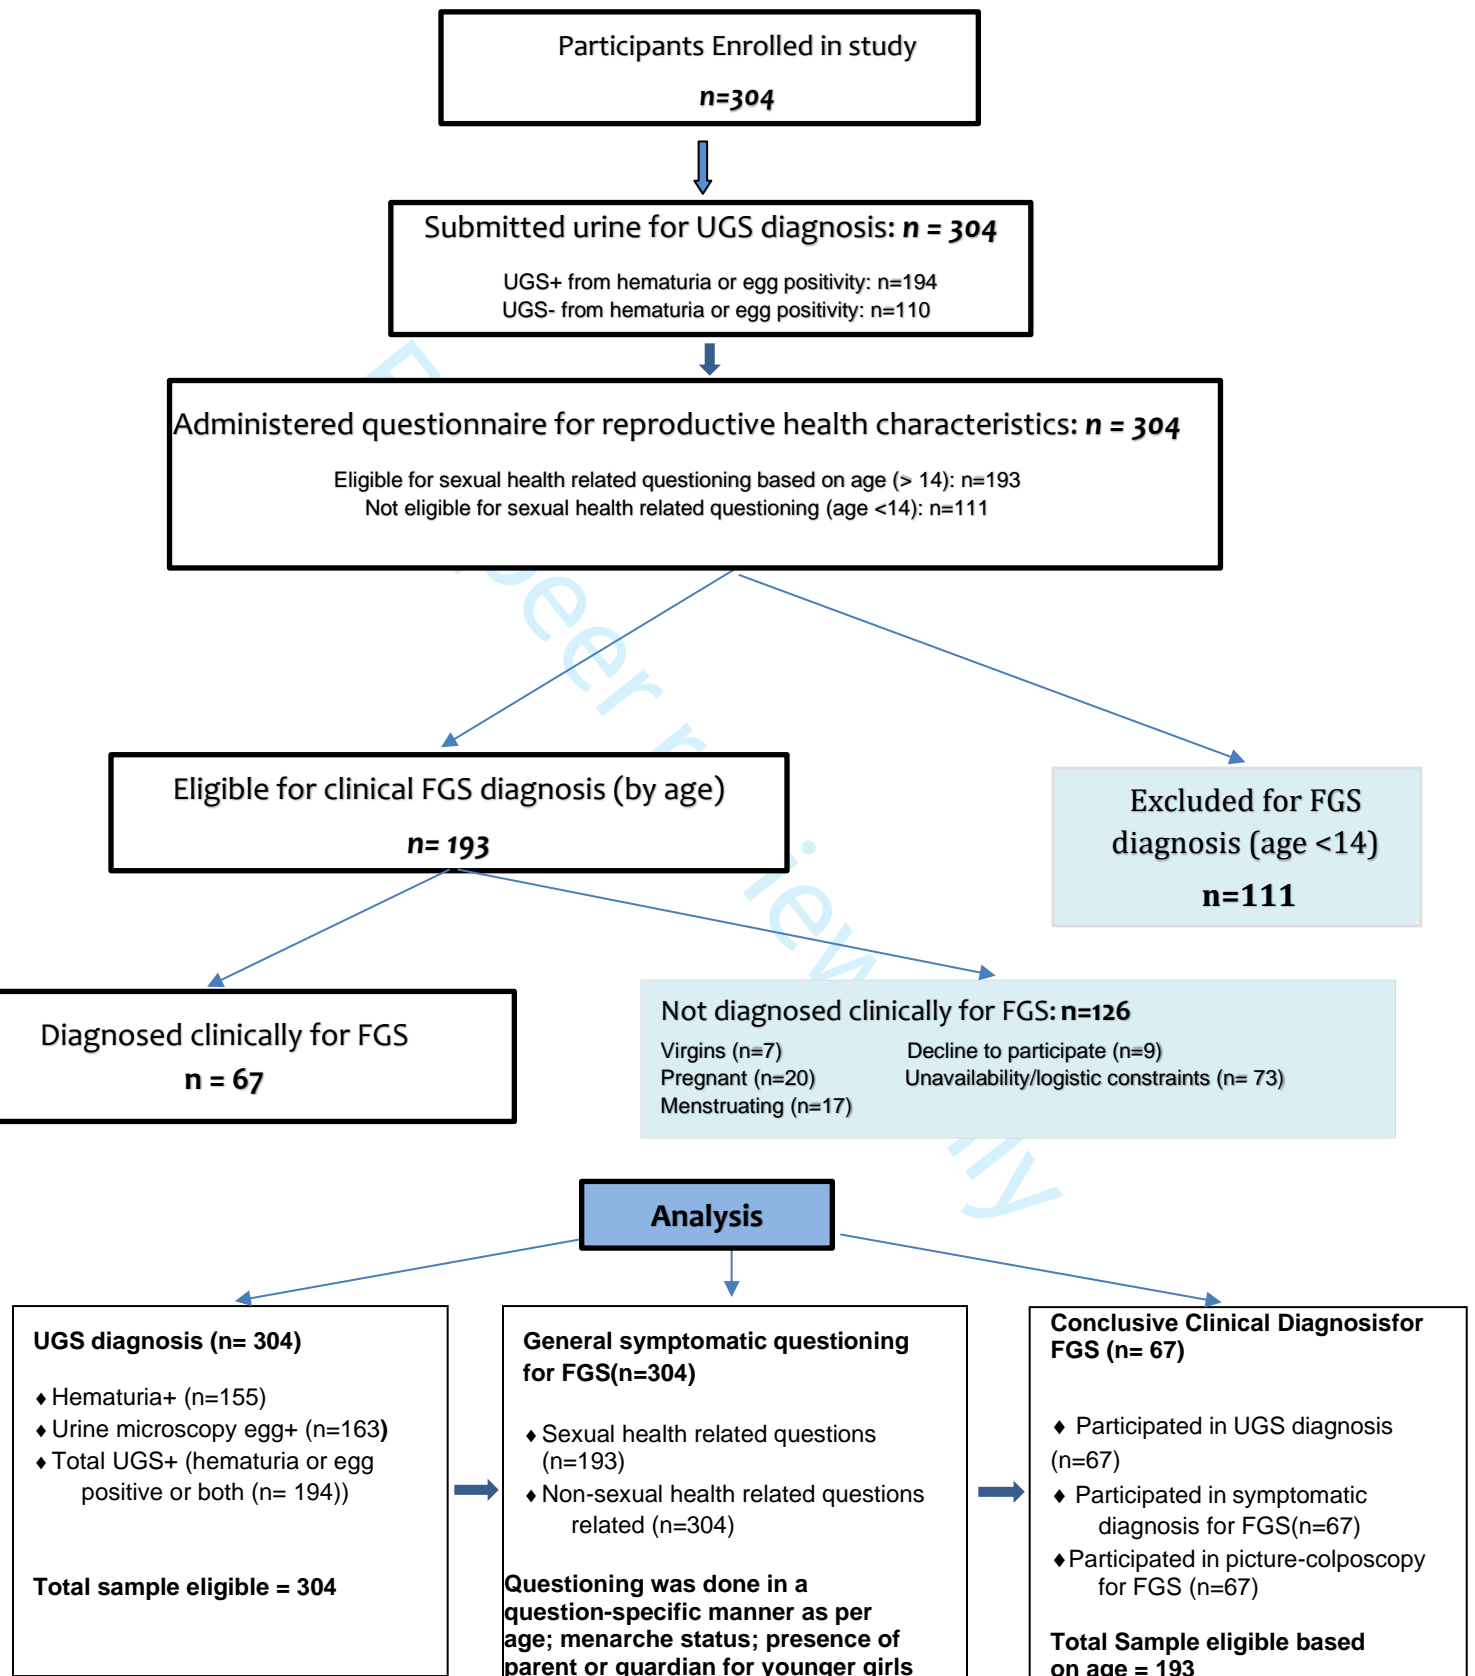 Participants Enrolled in study
n=304
Submitted urine for UGS diagnosis: n = 304
UGS+ from hematuria or egg positivity: n=194
UGS- from hematuria or egg positivity: n=110
Administered questionnaire for reproductive health characteristics: n = 304
Eligible for sexual health related questioning based on age (> 14): n=193
Not eligible for sexual health related questioning (age <14): n=111
Eligible for clinical FGS diagnosis (by age)
n= 193
Excluded for FGS
diagnosis (age <14)
n=111
Diagnosed clinically for FGS
n = 67
Not diagnosed clinically for FGS: n=126
Virgins (n=7) Decline to participate (n=9)
Pregnant (n=20) Unavailability/logistic constraints (n= 73)
Menstruating (n=17)
Analysis
UGS diagnosis (n= 304)
♦ Hematuria+ (n=155)
♦ Urine microscopy egg+ (n=163)
♦ Total UGS+ (hematuria or egg
positive or both (n= 194))
Total sample eligible = 304
General symptomatic questioning
for FGS(n=304)
♦ Sexual health related questions
(n=193)
♦ Non-sexual health related questions
related (n=304)
Questioning was done in a
question-specific manner as per
age; menarche status; presence of
parent or guardian for younger girls
Conclusive Clinical Diagnosisfor
FGS (n= 67)
♦ Participated in UGS diagnosis
(n=67)
♦ Participated in symptomatic
diagnosis for FGS(n=67)
♦Participated in picture-colposcopy
for FGS (n=67)
Total Sample eligible based
on age = 193